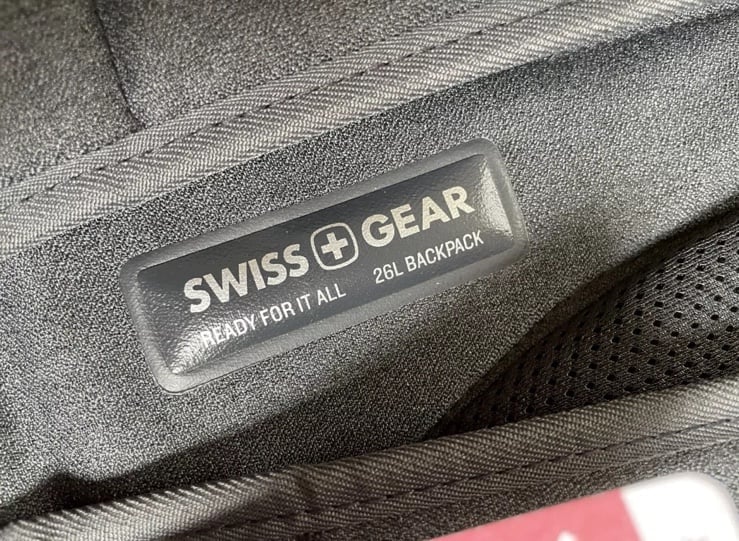 SWISS GEAR
READY FOR IT ALL 26L BACKPACK